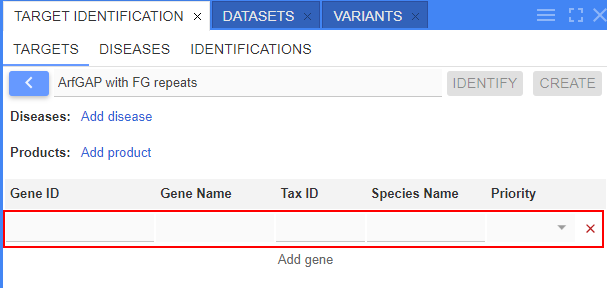 TARGET IDENTIFICATION × DATASETS × VARIANTS ×
TARGETS DISEASES IDENTIFICATIONS
ArfGAP with FG repeats IDENTIFY CREATE
Diseases: Add disease
Products: Add product
Gene ID Gene Name Tax ID Species Name Priority
Add gene